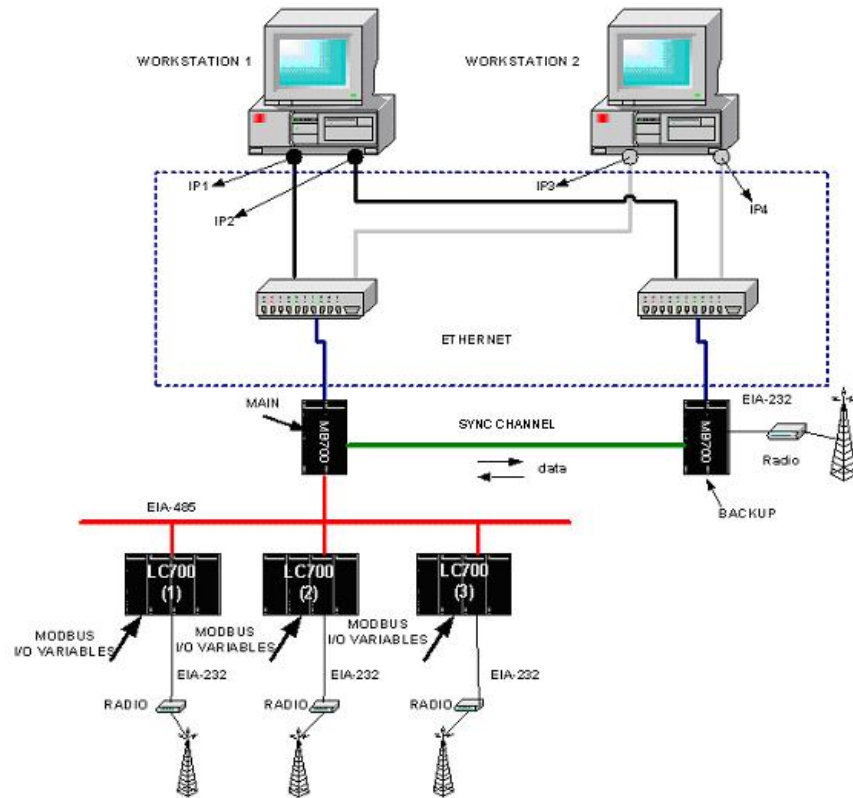 WORKSTATION 1
WORKSTATION 2
IP1
IP2
IP3
IP4
ETHERNET
MAIN
MB700
SYNC CHANNEL
data
MB700
EIA-232
Radio
BACKUP
EIA-485
LC700
(1)
LC700
(2)
LC700
(3)
MODBUS
I/O VARIABLES
MODBUS
I/O VARIABLES
MODBUS
I/O VARIABLES
EIA-232
EIA-232
EIA-232
RADIO
RADIO
RADIO